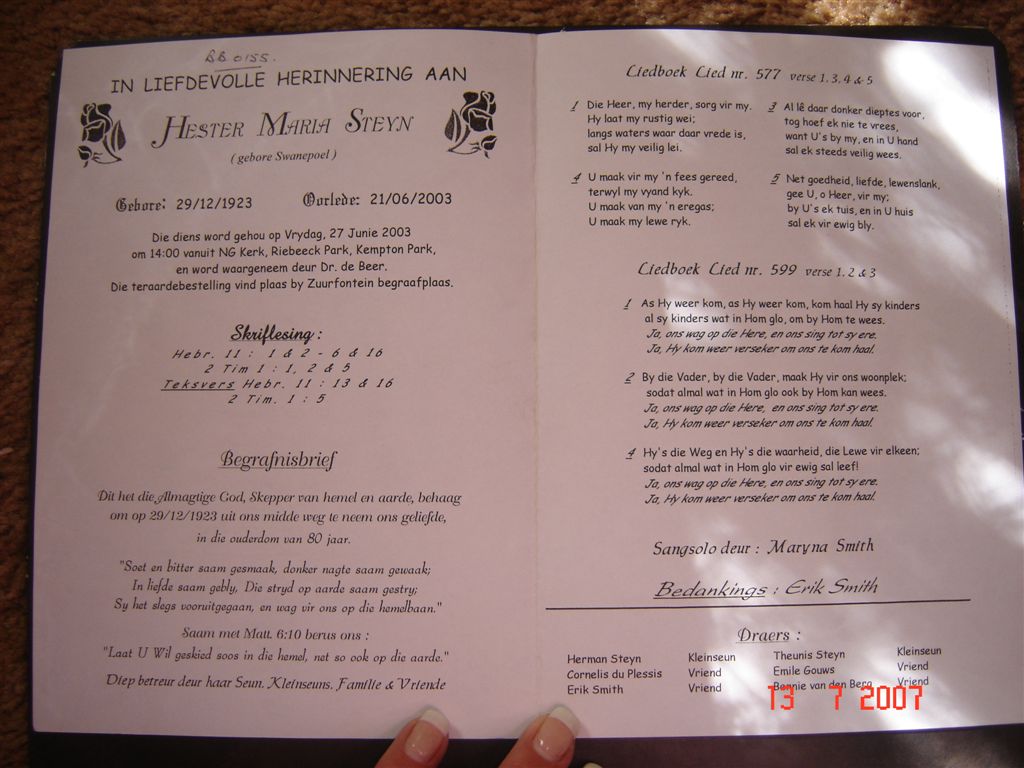 BB 0155.
IN LIEFDEVOLLE HERINNERING AAN
HESTER MARIA STEYN
( gebore Swanepoel )
Gebore: 29/12/1923 Oorlede: 21/06/2003
Die diens word gehou op Vrydag, 27 Junie 2003
om 14:00 vanuit NG Kerk, Riebeeck Park, Kempton Park,
en word waargeneem deur Dr. de Beer.
Die teraardebestelling vind plaas by Zuurfontein begraafplaas.
Skriflesing :
Hebr. 11 : 1 & 2 - 6 & 16
2 Tim 1 : 1, 2 & 5
Teksvers Hebr. 11 : 13 & 16
2 Tim. 1 : 5
Begrafnisbrief
Dit het die Almagtige God, Skepper van hemel en aarde, behaag
om op 29/12/1923 uit ons midde weg te neem ons geliefde,
in die ouderdom van 80 jaar.
"Soet en bitter saam gesmaak, donker nagte saam gewaak;
In liefde saam gebly, Die stryd op aarde saam gestry;
Sy het slegs vooruitgegaan, en wag vir ons op die hemelbaan."
Saam met Matt. 6:10 berus ons :
"Laat U Wil geskied soos in die hemel, net so ook op die aarde."
Diep betreur deur haar Seun, Kleinseuns, Familie & Vriende
Liedboek Lied nr. 577 verse 1, 3, 4 & 5
1 Die Heer, my herder, sorg vir my.
Hy laat my rustig wei;
langs waters waar daar vrede is,
sal Hy my veilig lei.
3 Al lê daar donker dieptes voor,
tog hoef ek nie te vrees,
want U's by my, en in U hand
sal ek steeds veilig wees.
4 U maak vir my 'n fees gereed,
terwyl my vyand kyk.
U maak van my 'n eregas;
U maak my lewe ryk.
5 Net goedheid, liefde, lewenslank,
gee U, o Heer, vir my;
by U's ek tuis, en in U huis
sal ek vir ewig bly.
Liedboek Lied nr. 599 verse 1, 2 & 3
1 As Hy weer kom, as Hy weer kom, kom haal Hy sy kinders
al sy kinders wat in Hom glo, om by Hom te wees.
Ja, ons wag op die Here, en ons sing tot sy ere.
Ja, Hy kom weer verseker om ons te kom haal.
2 By die Vader, by die Vader, maak Hy vir ons woonplek;
sodat almal wat in Hom glo ook by Hom kan wees.
Ja, ons wag op die Here, en ons sing tot sy ere.
Ja, Hy kom weer verseker om ons te kom haal.
4 Hy's die Weg en Hy's die waarheid, die Lewe vir elkeen;
sodat almal wat in Hom glo vir ewig sal leef!
Ja, ons wag op die Here, en ons sing tot sy ere.
Ja, Hy kom weer verseker om ons te kom haal.
Sangsolo deur : Maryna Smith
Bedankings : Erik Smith
Draers :
Herman Steyn Kleinseun Theunis Steyn Kleinseun
Cornelis du Plessis Vriend Emile Gouws Vriend
Erik Smith Vriend Bennie van den Berg Vriend
13 7 2007